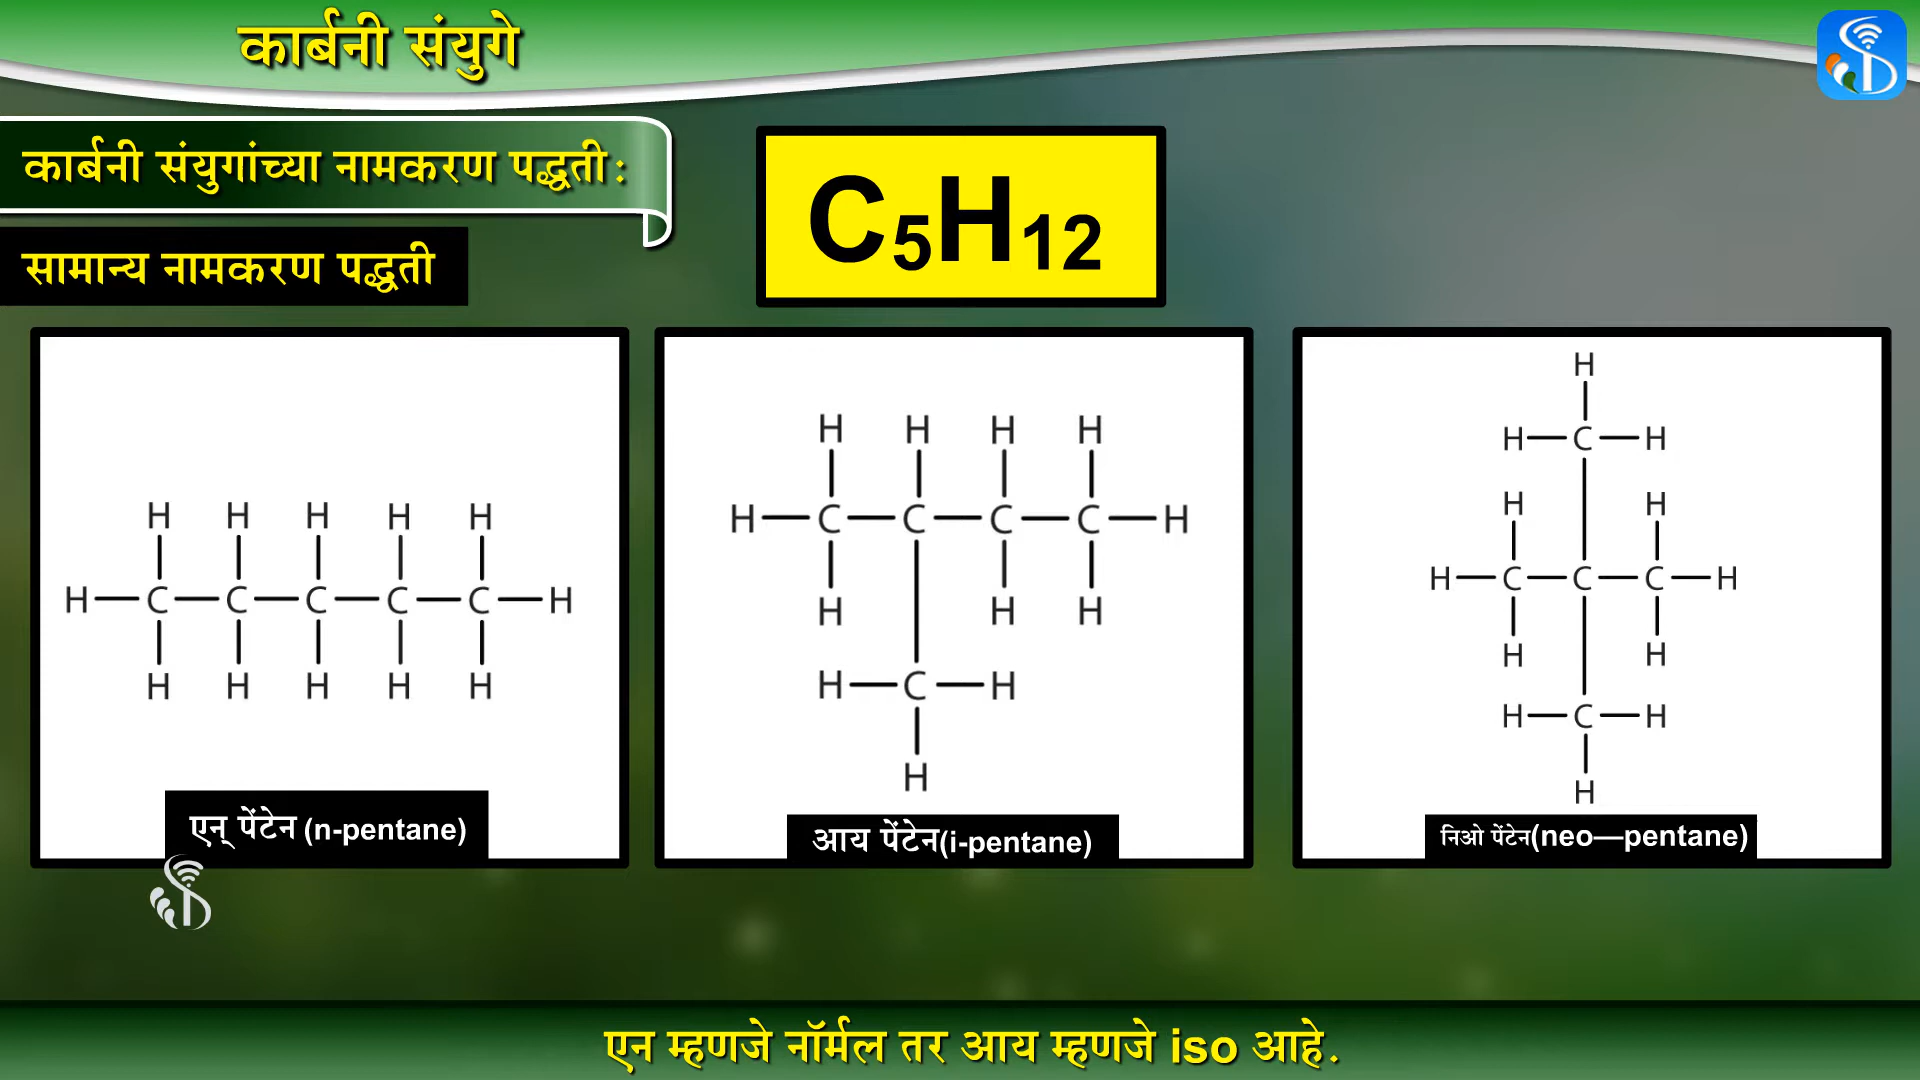 कार्बनी संयुगे
कार्बनी संयुगांच्या नामकरण पद्धती:
सामान्य नामकरण पद्धती
C₅H₁₂
H H H H H
H—C—C—C—C—C—H
H H H H H
एन् पेंटेन (n-pentane)
H H H H
H—C—C—C—C—H
H H H
H—C—H
H
आय पेंटेन(i-pentane)
H
H—C—H
H H
H—C—C—C—H
H H
H—C—H
H
निओ पेंटेन(neo—pentane)
एन म्हणजे नॉर्मल तर आय म्हणजे iso आहे.